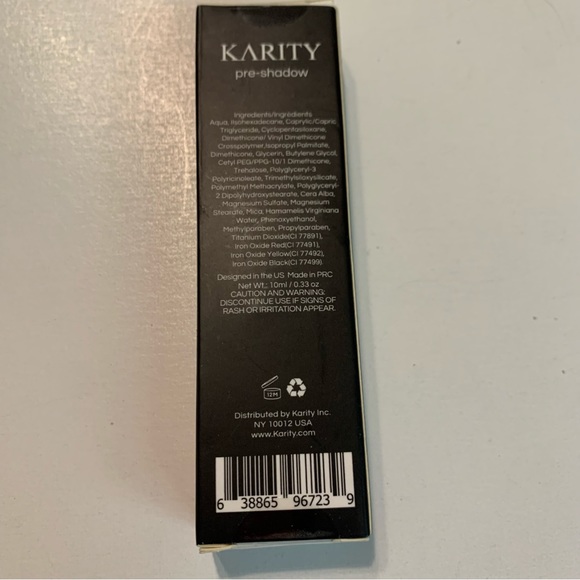 KARITY
pre-shadow
Ingredients/Ingrédients
Aqua, Isohexadecane, Caprylic/Capric
Triglyceride, Cyclopentasiloxane,
Dimethicone/ Vinyl Dimethicone
Crosspolymer,Isopropyl Palmitate,
Dimethicone, Glycerin, Butylene Glycol,
Cetyl PEG/PPG-10/1 Dimethicone,
Trehalose, Polyglyceryl-3
Polyricinoleate, Trimethylsiloxysilicate,
Polymethyl Methacrylate, Polyglyceryl-
2 Dipolyhydroxystearate, Cera Alba,
Magnesium Sulfate, Magnesium
Stearate, Mica, Hamamelis Virginiana
Water, Phenoxyethanol,
Methylparaben, Propylparaben,
Titanium Dioxide(CI 77891),
Iron Oxide Red(CI 77491),
Iron Oxide Yellow(CI 77492),
Iron Oxide Black(CI 77499)
Designed in the US. Made in PRC
Net Wt.: 10ml / 0.33 oz
CAUTION AND WARNING:
DISCONTINUE USE IF SIGNS OF
RASH OR IRRITATION APPEAR.
12M
Distributed by Karity Inc.
NY 10012 USA
www.Karity.com
6 38865 96723 9